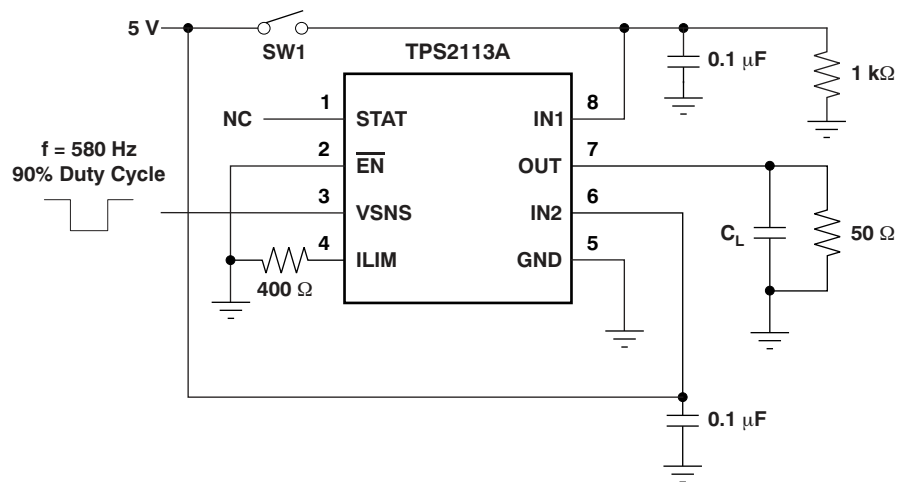 5 V
SW1
TPS2113A
0.1 μF
1 kΩ
NC
1
STAT
IN1
8
f = 580 Hz
90% Duty Cycle
2
EN
OUT
7
3
VSNS
IN2
6
4
ILIM
GND
5
400 Ω
CL
50 Ω
0.1 μF